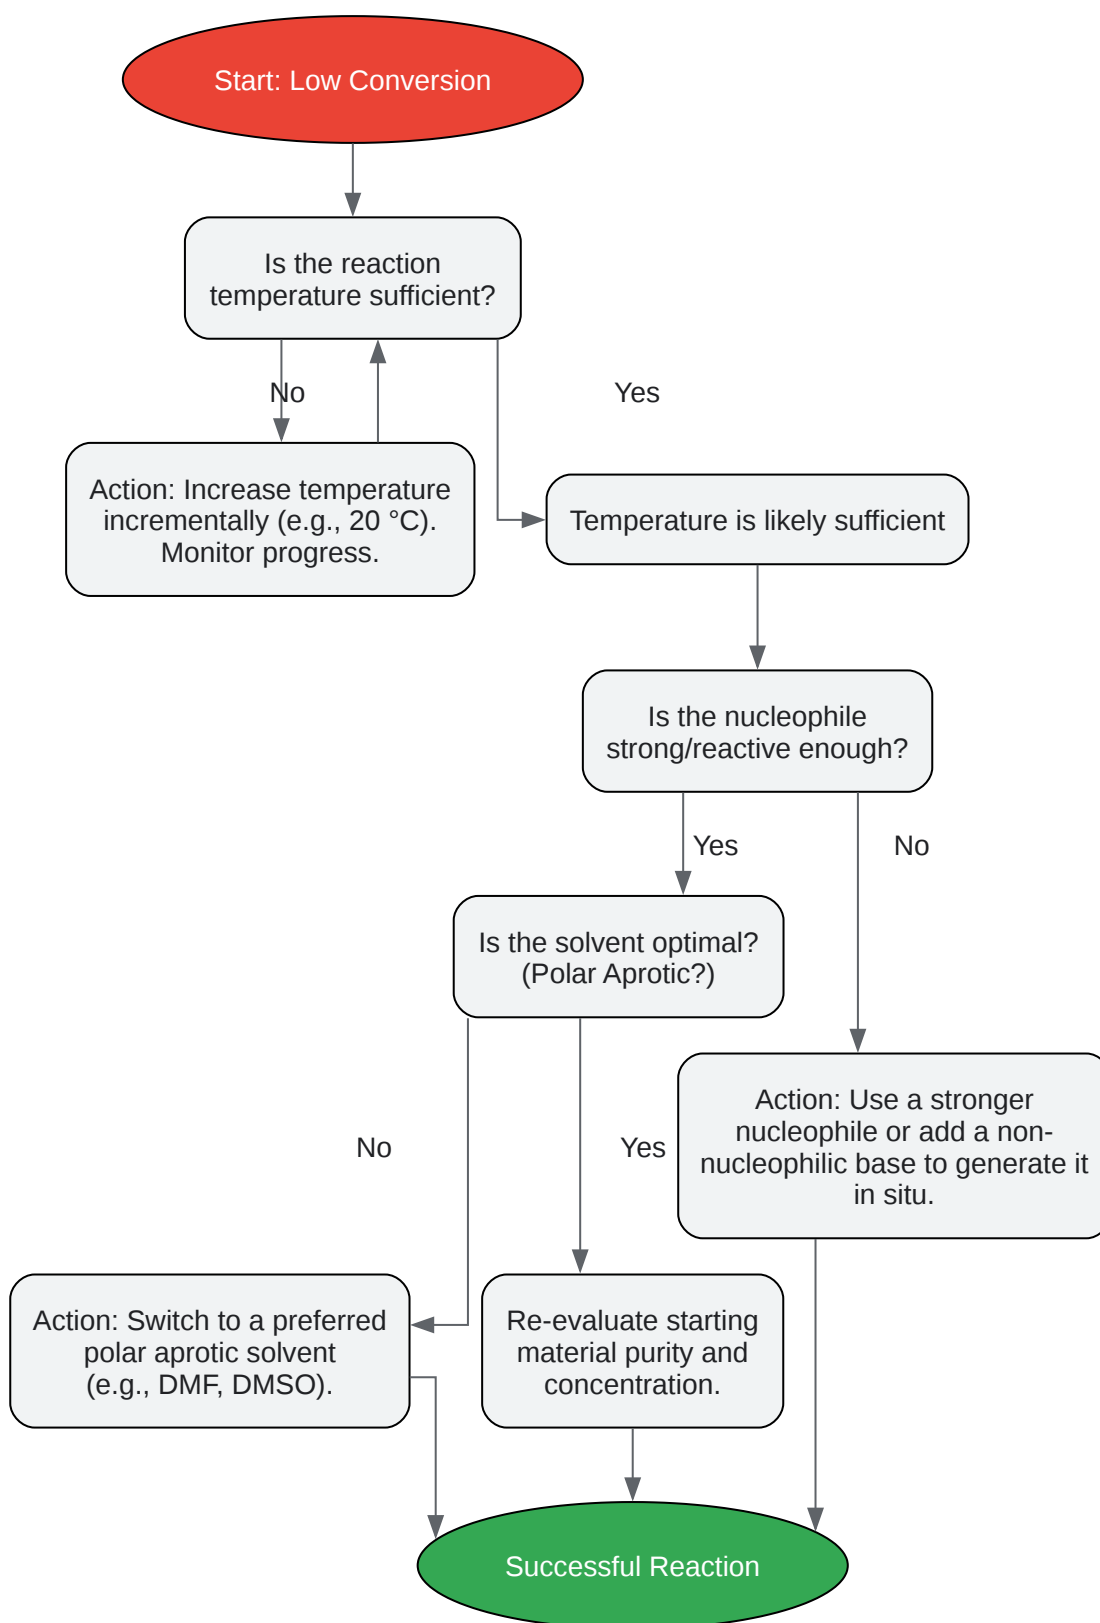 Start: Low Conversion
Is the reaction
temperature sufficient?
No
Yes
Action: Increase temperature
incrementally (e.g., 20 °C).
Monitor progress.
Temperature is likely sufficient
Is the nucleophile
strong/reactive enough?
Yes
No
Is the solvent optimal?
(Polar Aprotic?)
Action: Use a stronger
nucleophile or add a non-
nucleophilic base to generate it
in situ.
No
Yes
Action: Switch to a preferred
polar aprotic solvent
(e.g., DMF, DMSO).
Re-evaluate starting
material purity and
concentration.
Successful Reaction